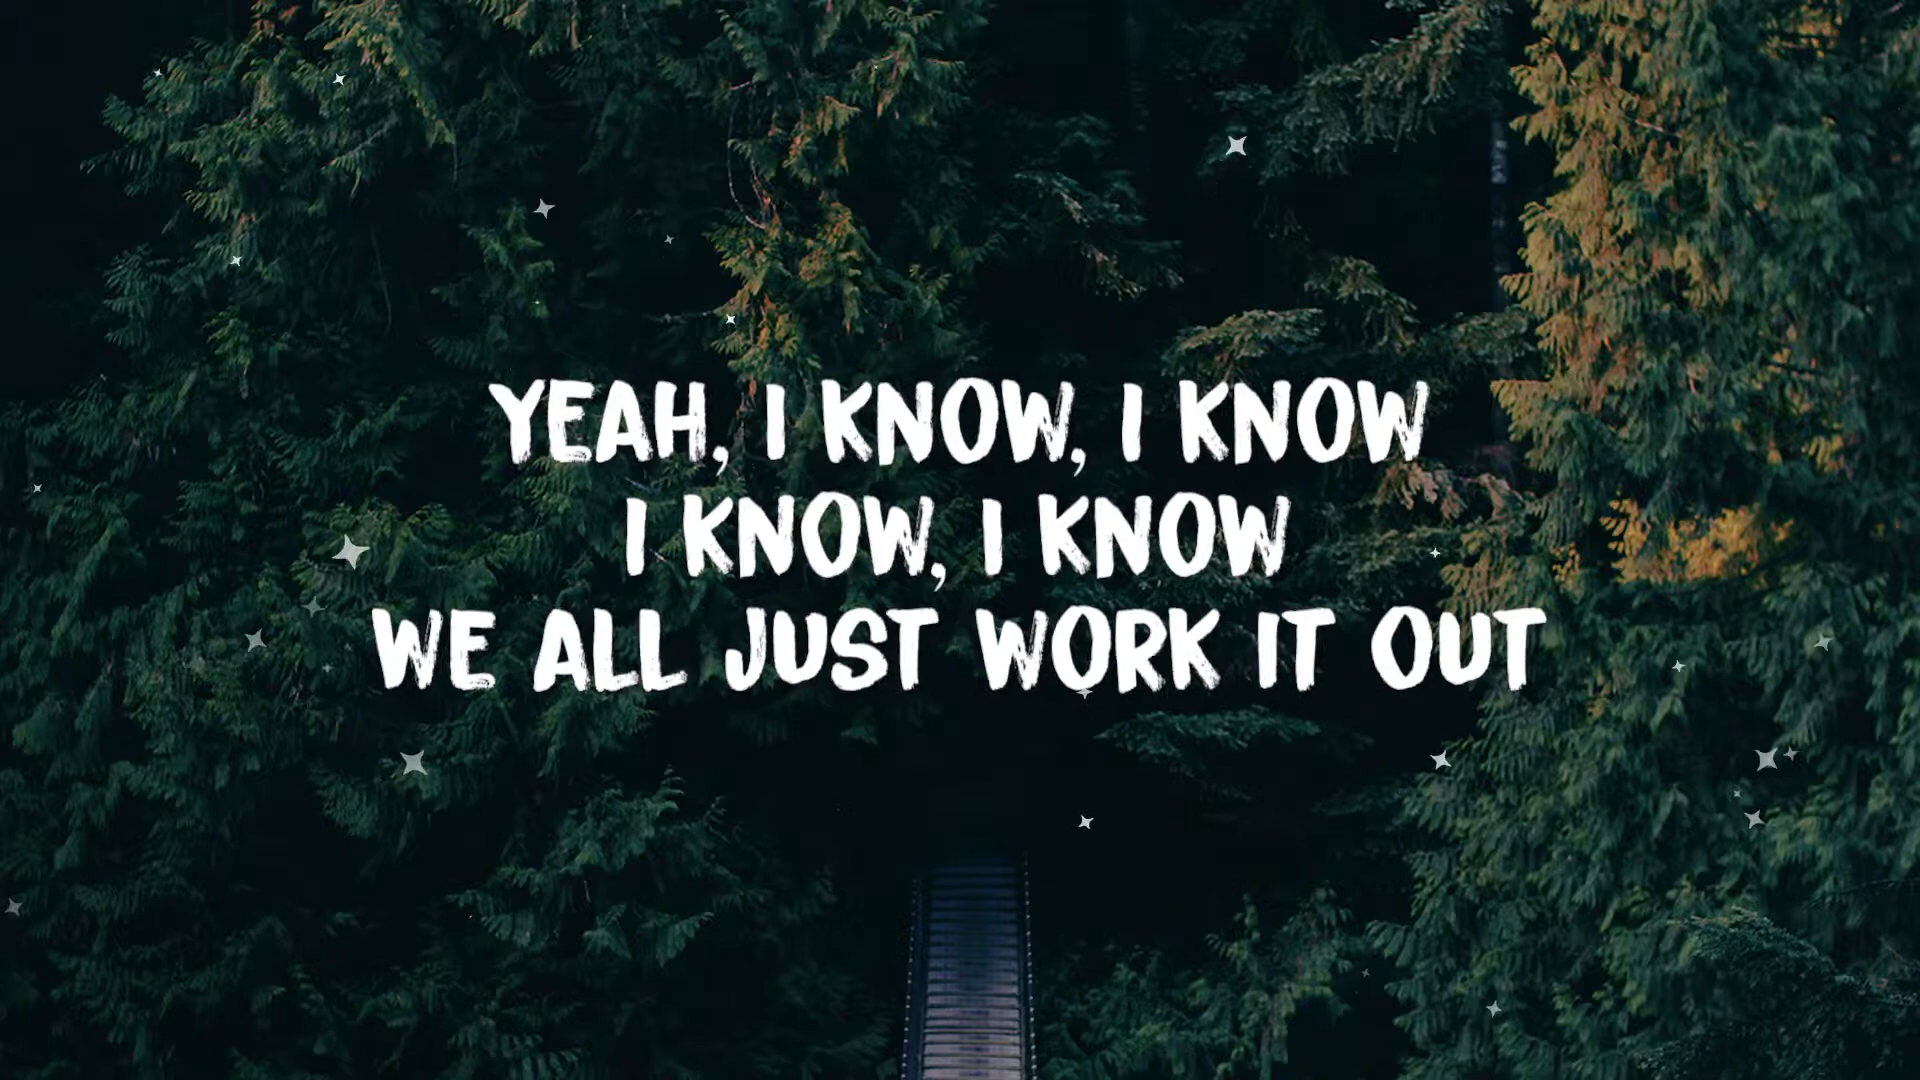 YEAH, I KNOW, I KNOW
I KNOW, I KNOW
WE ALL JUST WORK IT OUT